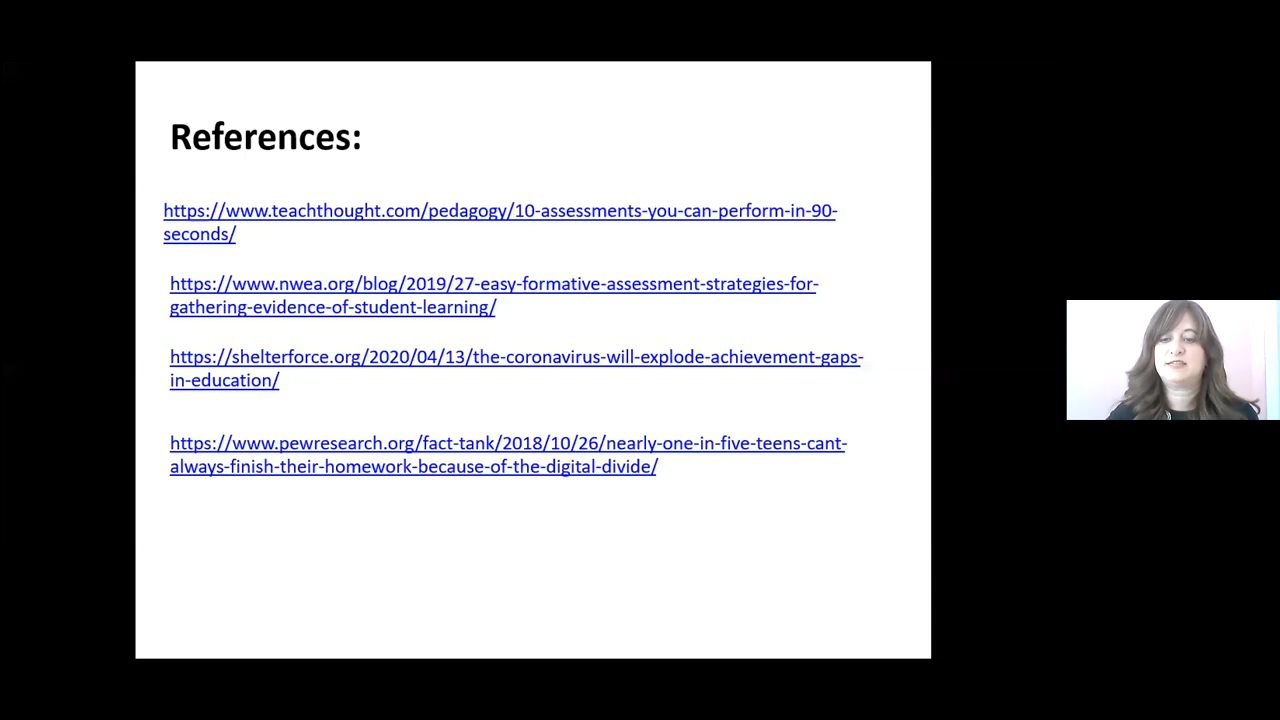 References:
https://www.teachthought.com/pedagogy/10-assessments-you-can-perform-in-90-
seconds/
https://www.nwea.org/blog/2019/27-easy-formative-assessment-strategies-for-
gathering-evidence-of-student-learning/
https://shelterforce.org/2020/04/13/the-coronavirus-will-explode-achievement-gaps-
in-education/
https://www.pewresearch.org/fact-tank/2018/10/26/nearly-one-in-five-teens-cant-
always-finish-their-homework-because-of-the-digital-divide/